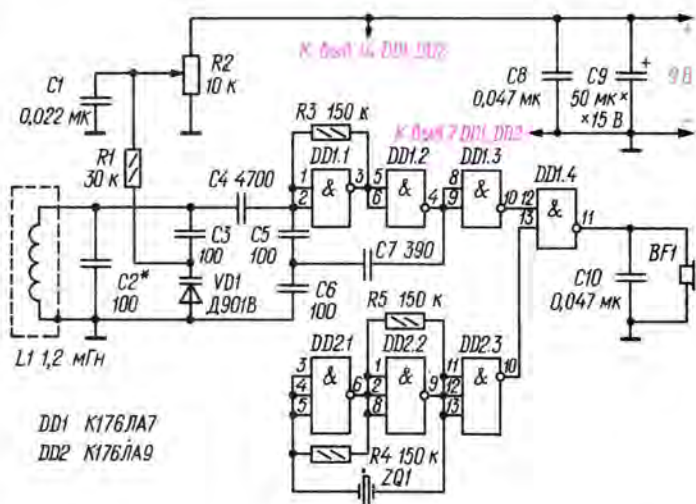 C1
0,022 мк
R2
10 к
R1
30 к
К выв 14 DD1, DD2
C8
0,047 мк
C9
50 мк ×
×15 В
+
+
9 В
–
R3 150 к
К выв 7 DD1, DD2
DD1.1
DD1.2
DD1.3
DD1.4
C4 4700
1
2
&
3
5
6
&
4
8
9
&
10
12
13
&
11
C3
100
C5
100
C7 390
C2*
100
VD1
Д901В
C6
100
R5 150 к
C10
0,047 мк
BF1
L1 1,2 мГн
DD2.1
DD2.2
DD2.3
3
4
5
&
6
1
2
8
&
9
11
12
13
&
10
R4 150 к
ZQ1
DD1 К176ЛА7
DD2 К176ЛА9